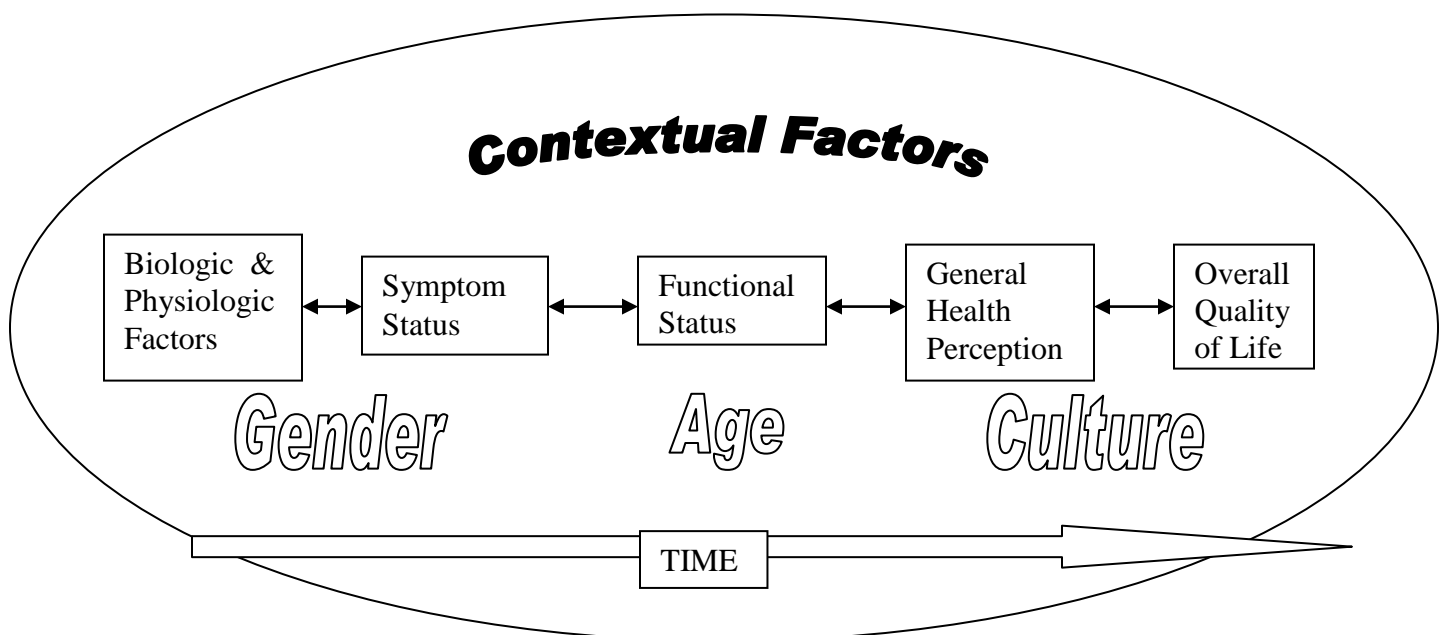 Contextual Factors
Biologic &
Physiologic
Factors
Symptom
Status
Functional
Status
General
Health
Perception
Overall
Quality
of Life
Gender
Age
Culture
TIME